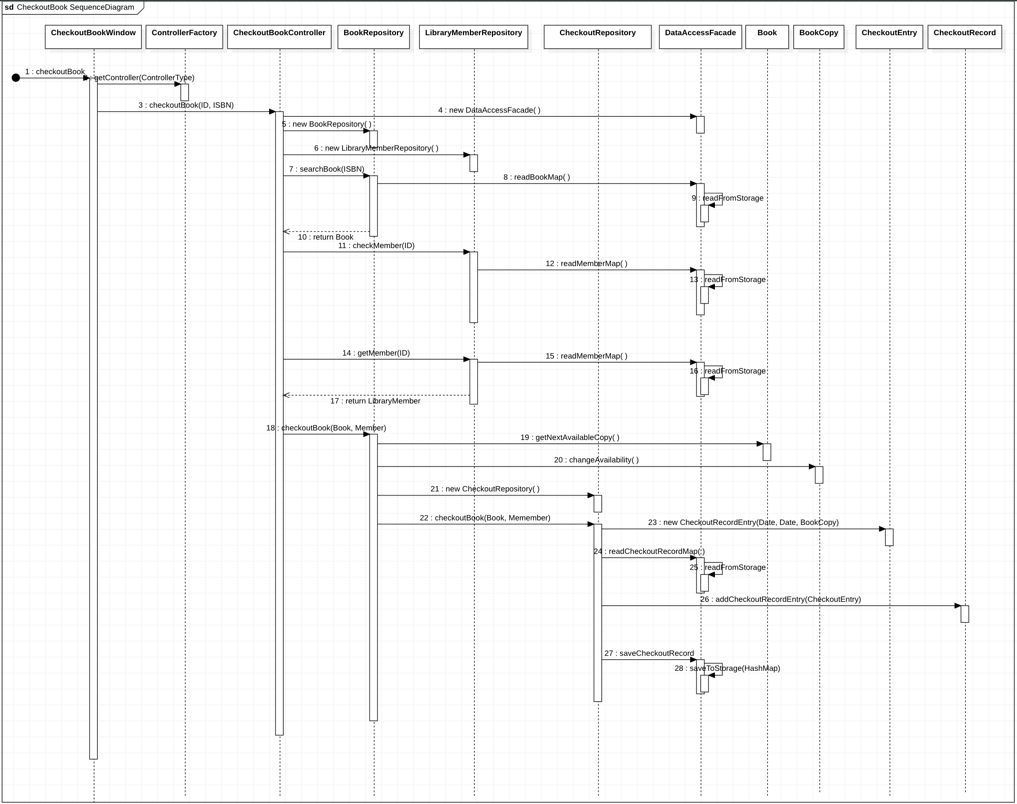 sd CheckoutBook SequenceDiagram
CheckoutBookWindow
ControllerFactory
CheckoutBookController
BookRepository
LibraryMemberRepository
CheckoutRepository
DataAccessFacade
Book
BookCopy
CheckoutEntry
CheckoutRecord
1 : checkoutBook
getController(ControllerType)
3 : checkoutBook(ID, ISBN)
4 : new DataAccessFacade( )
5 : new BookRepository( )
6 : new LibraryMemberRepository( )
7 : searchBook(ISBN)
8 : readBookMap( )
9 : readFromStorage
10 : return Book
11 : checkMember(ID)
12 : readMemberMap( )
13 : readFromStorage
14 : getMember(ID)
15 : readMemberMap( )
16 : readFromStorage
17 : return LibraryMember
18 : checkoutBook(Book, Member)
19 : getNextAvailableCopy( )
20 : changeAvailability( )
21 : new CheckoutRepository( )
22 : checkoutBook(Book, Memember)
23 : new CheckoutRecordEntry(Date, Date, BookCopy)
24 : readCheckoutRecordMap( )
25 : readFromStorage
26 : addCheckoutRecordEntry(CheckoutEntry)
27 : saveCheckoutRecord
28 : saveToStorage(HashMap)